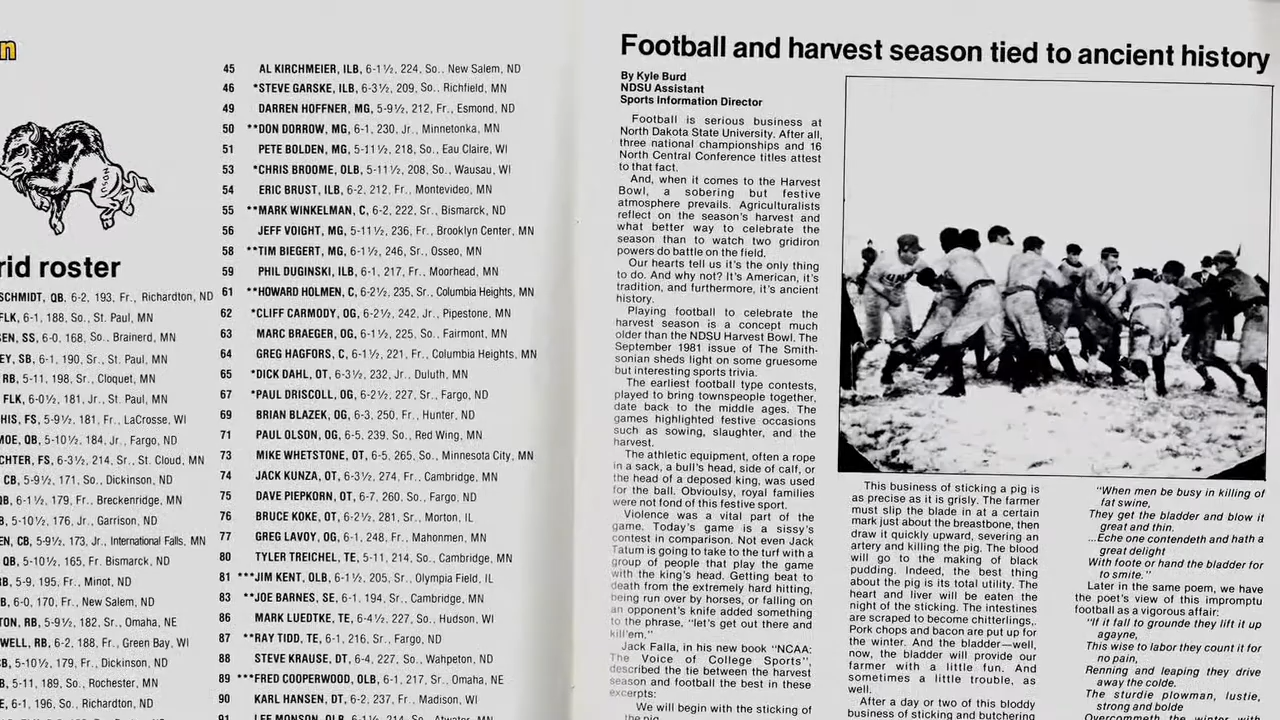 n
rid roster
SCHMIDT, QB, 6-2, 193, Fr., Richardton, ND
FLK, 6-1, 188, So., St. Paul, MN
EN, SS, 6-0, 168, So., Brainerd, MN
EY, SB, 6-1, 190, Sr., St. Paul, MN
RB, 5-11, 198, Sr., Cloquet, MN
FLK, 6-0½, 181, Jr., St. Paul, MN
HIS, FS, 5-9½, 181, Fr., LaCrosse, WI
MOE, QB, 5-10½, 184, Jr., Fargo, ND
CHTER, FS, 6-3½, 214, Sr., St. Cloud, MN
CB, 5-9½, 171, So., Dickinson, ND
QB, 6-1½, 179, Fr., Breckenridge, MN
B, 5-10½, 176, Jr., Garrison, ND
EN, CB, 5-9½, 173, Jr., International Falls, MN
QB, 5-10½, 165, Fr., Bismarck, ND
RB, 5-9, 195, Fr., Minot, ND
B, 6-0, 170, Fr., New Salem, ND
TON, RB, 5-9½, 182, Sr., Omaha, NE
WELL, RB, 6-2, 188, Fr., Green Bay, WI
CB, 5-10½, 179, Fr., Dickinson, ND
B, 5-11, 189, So., Rochester, MN
E, 6-1, 196, So., Richardton, ND
45 AL KIRCHMEIER, ILB, 6-1½, 224, So., New Salem, ND
46 *STEVE GARSKE, ILB, 6-3½, 209, So., Richfield, MN
49 DARREN HOFFNER, MG, 5-9½, 212, Fr., Esmond, ND
50 **DON DORROW, MG, 6-1, 230, Jr., Minnetonka, MN
51 PETE BOLDEN, MG, 5-11½, 218, So., Eau Claire, WI
53 *CHRIS BROOME, OLB, 5-11½, 208, So., Wausau, WI
54 ERIC BRUST, ILB, 6-2, 212, Fr., Montevideo, MN
55 **MARK WINKELMAN, C, 6-2, 222, Sr., Bismarck, ND
56 JEFF VOIGHT, MG, 5-11½, 236, Fr., Brooklyn Center, MN
58 **TIM BIEGERT, MG, 6-1½, 246, Sr., Osseo, MN
59 PHIL DUGINSKI, ILB, 6-1, 217, Fr., Moorhead, MN
61 **HOWARD HOLMEN, C, 6-2½, 235, Sr., Columbia Heights, MN
62 *CLIFF CARMODY, OG, 6-2½, 242, Jr., Pipestone, MN
63 MARC BRAEGER, OG, 6-1½, 225, So., Fairmont, MN
64 GREG HAGFORS, C, 6-1½, 221, Fr., Columbia Heights, MN
65 *DICK DAHL, OT, 6-3½, 232, Jr., Duluth, MN
67 *PAUL DRISCOLL, OG, 6-2½, 227, Sr., Fargo, ND
69 BRIAN BLAZEK, OG, 6-3, 250, Fr., Hunter, ND
71 PAUL OLSON, OG, 6-5, 239, So., Red Wing, MN
73 MIKE WHETSTONE, OT, 6-5, 265, So., Minnesota City, MN
74 JACK KUNZA, OT, 6-3½, 274, Fr., Cambridge, MN
75 DAVE PIEPKORN, OT, 6-7, 260, So., Fargo, ND
76 BRUCE KOKE, OT, 6-2½, 281, Sr., Morton, IL
77 GREG LAVOY, OG, 6-1, 248, Fr., Mahonmen, MN
80 TYLER TREICHEL, TE, 5-11, 214, So., Cambridge, MN
81 ***JIM KENT, OLB, 6-1½, 205, Sr., Olympia Field, IL
83 **JOE BARNES, SE, 6-1, 194, Sr., Cambridge, MN
86 MARK LUEDTKE, TE, 6-4½, 227, So., Hudson, WI
87 **RAY TIDD, TE, 6-1, 216, Sr., Fargo, ND
88 STEVE KRAUSE, DT, 6-4, 227, So., Wahpeton, ND
89 ***FRED COOPERWOOD, OLB, 6-1, 217, Sr., Omaha, NE
90 KARL HANSEN, DT, 6-2, 237, Fr., Madison, WI
91 LEE MONSON, OLB, 6-1½, 214, So., Atwater, MN
Football and harvest season tied to ancient history
By Kyle Burd
NDSU Assistant
Sports Information Director
Football is serious business at
North Dakota State University. After all,
three national championships and 16
North Central Conference titles attest
to that fact.
And, when it comes to the Harvest
Bowl, a sobering but festive
atmosphere prevails. Agriculturalists
reflect on the season's harvest and
what better way to celebrate the
season than to watch two gridiron
powers do battle on the field.
Our hearts tell us it's the only thing
to do. And why not? It's American, it's
tradition, and furthermore, it's ancient
history.
Playing football to celebrate the
harvest season is a concept much
older than the NDSU Harvest Bowl. The
September 1981 issue of The Smith-
sonian sheds light on some gruesome
but interesting sports trivia.
The earliest football type contests,
played to bring townspeople together,
date back to the middle ages. The
games highlighted festive occasions
such as sowing, slaughter, and the
harvest.
The athletic equipment, often a rope
in a sack, a bull's head, side of calf, or
the head of a deposed king, was used
for the ball. Obvioulsy, royal families
were not fond of this festive sport.
Violence was a vital part of the
game. Today's game is a sissy's
contest in comparison. Not even Jack
Tatum is going to take to the turf with a
group of people that play the game
with the king's head. Getting beat to
death from the extremely hard hitting,
being run over by horses, or falling on
an opponent's knife added something
to the phrase, "let's get out there and
kill'em."
Jack Falla, in his new book "NCAA:
The Voice of College Sports",
described the tie between the harvest
season and football the best in these
excerpts:
We will begin with the sticking of
the pig.
This business of sticking a pig is
as precise as it is grisly. The farmer
must slip the blade in at a certain
mark just about the breastbone, then
draw it quickly upward, severing an
artery and killing the pig. The blood
will go to the making of black
pudding. Indeed, the best thing
about the pig is its total utility. The
heart and liver will be eaten the
night of the sticking. The intestines
are scraped to become chitterlings,.
Pork chops and bacon are put up for
the winter. And the bladder—well,
now, the bladder will provide our
farmer with a little fun. And
sometimes a little trouble, as
well.
After a day or two of this bloody
business of sticking and butchering
"When men be busy in killing of
fat swine,
They get the bladder and blow it
great and thin.
...Eche one contendeth and hath a
great delight
With foote or hand the bladder for
to smite."
Later in the same poem, we have
the poet's view of this impromptu
football as a vigorous affair:
"If it fall to grounde they lift it up
agayne,
This wise to labor they count it for
no pain,
Renning and leaping they drive
away the colde.
The sturdie plowman, lustie,
strong and bolde
Overcometh the winter with